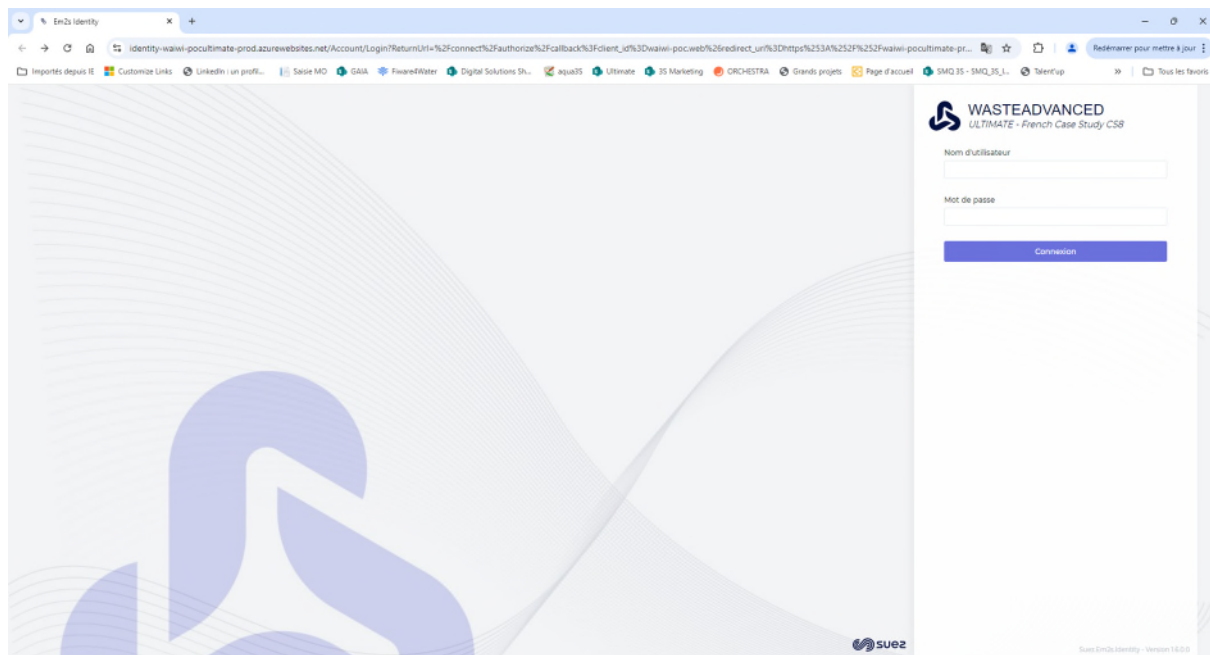 Em2s Identity
identity-waiwi-pocultimate-prod.azurewebsites.net/Account/Login?ReturnUrl=%2Fconnect%2Fauthorize%2Fcallback%3Fclient_id%3Dwaiwi-poc.web%26redirect_uri%3Dhttps%253A%252F%252Fwaiwi-pocultimate-pr...
Redémarrer pour mettre à jour
Importés depuis IE Customize Links LinkedIn : un profil... Saisie MO GAIA Fiware4Water Digital Solutions Sh... aqua3S Ultimate 3S Marketing ORCHESTRA Grands projets Page d'accueil SMQ 3S - SMQ_3S_I... Talent'up Tous les favoris
WASTEADVANCED
ULTIMATE - French Case Study CS8
Nom d'utilisateur
Mot de passe
Connexion
suez
Suez Em2s Identity - Version 1.6.0.0